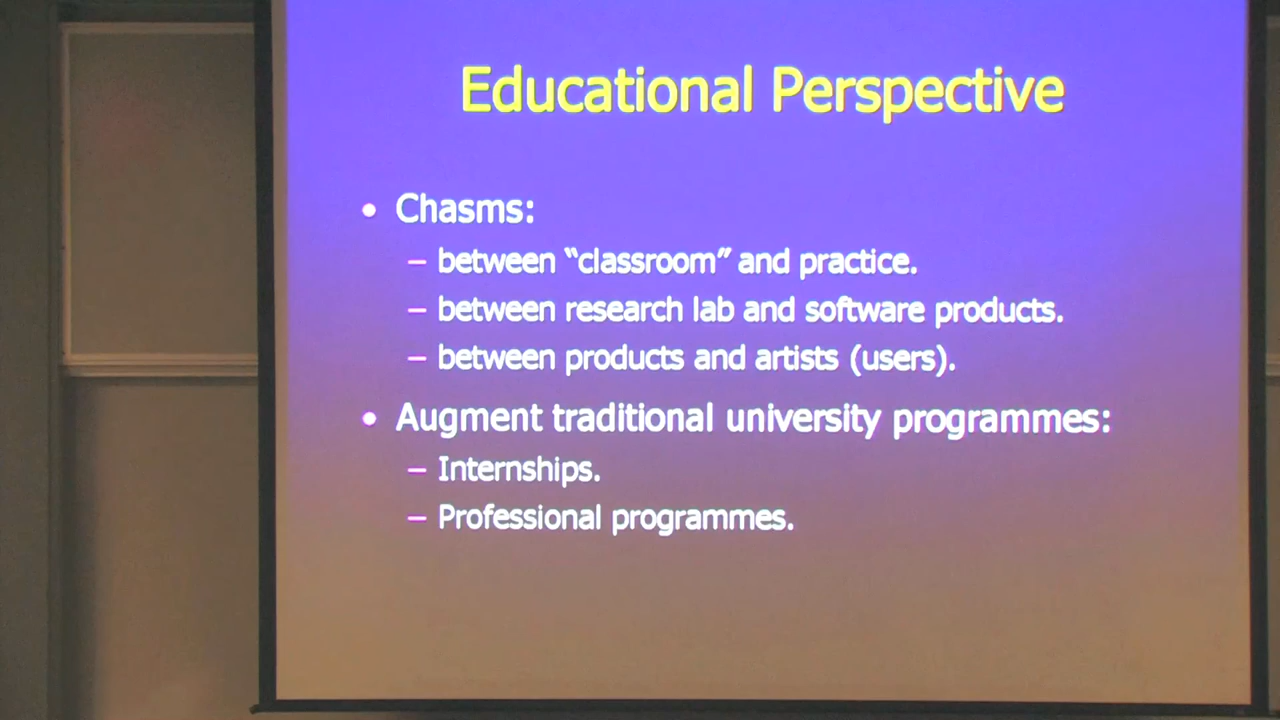 Educational Perspective
• Chasms:
– between “classroom” and practice.
– between research lab and software products.
– between products and artists (users).
• Augment traditional university programmes:
– Internships.
– Professional programmes.